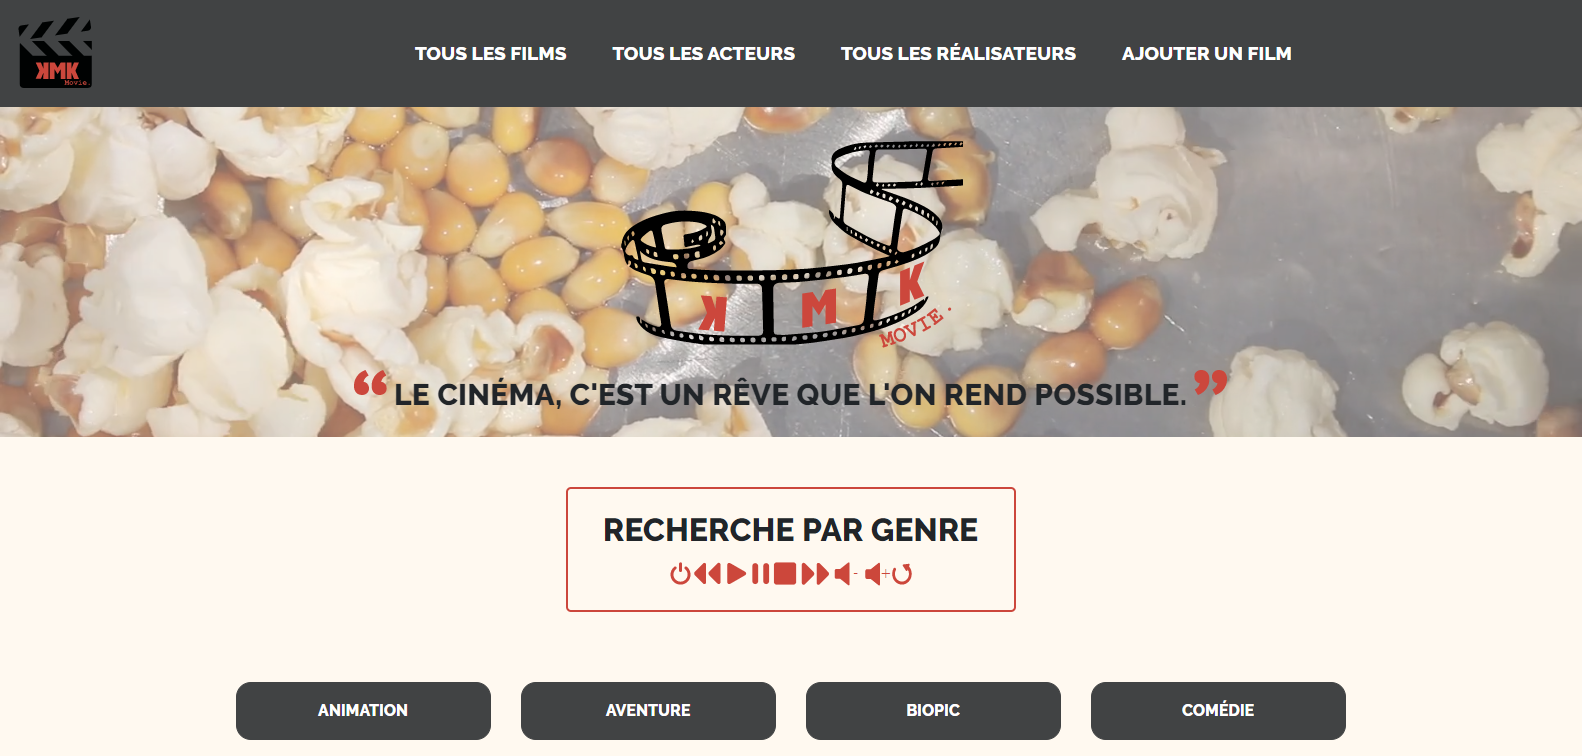 KMK
Movie.
TOUS LES FILMS
TOUS LES ACTEURS
TOUS LES RÉALISATEURS
AJOUTER UN FILM
K M K
MOVIE.
“ LE CINÉMA, C'EST UN RÊVE QUE L'ON REND POSSIBLE. ”
RECHERCHE PAR GENRE
- +
ANIMATION
AVENTURE
BIOPIC
COMÉDIE